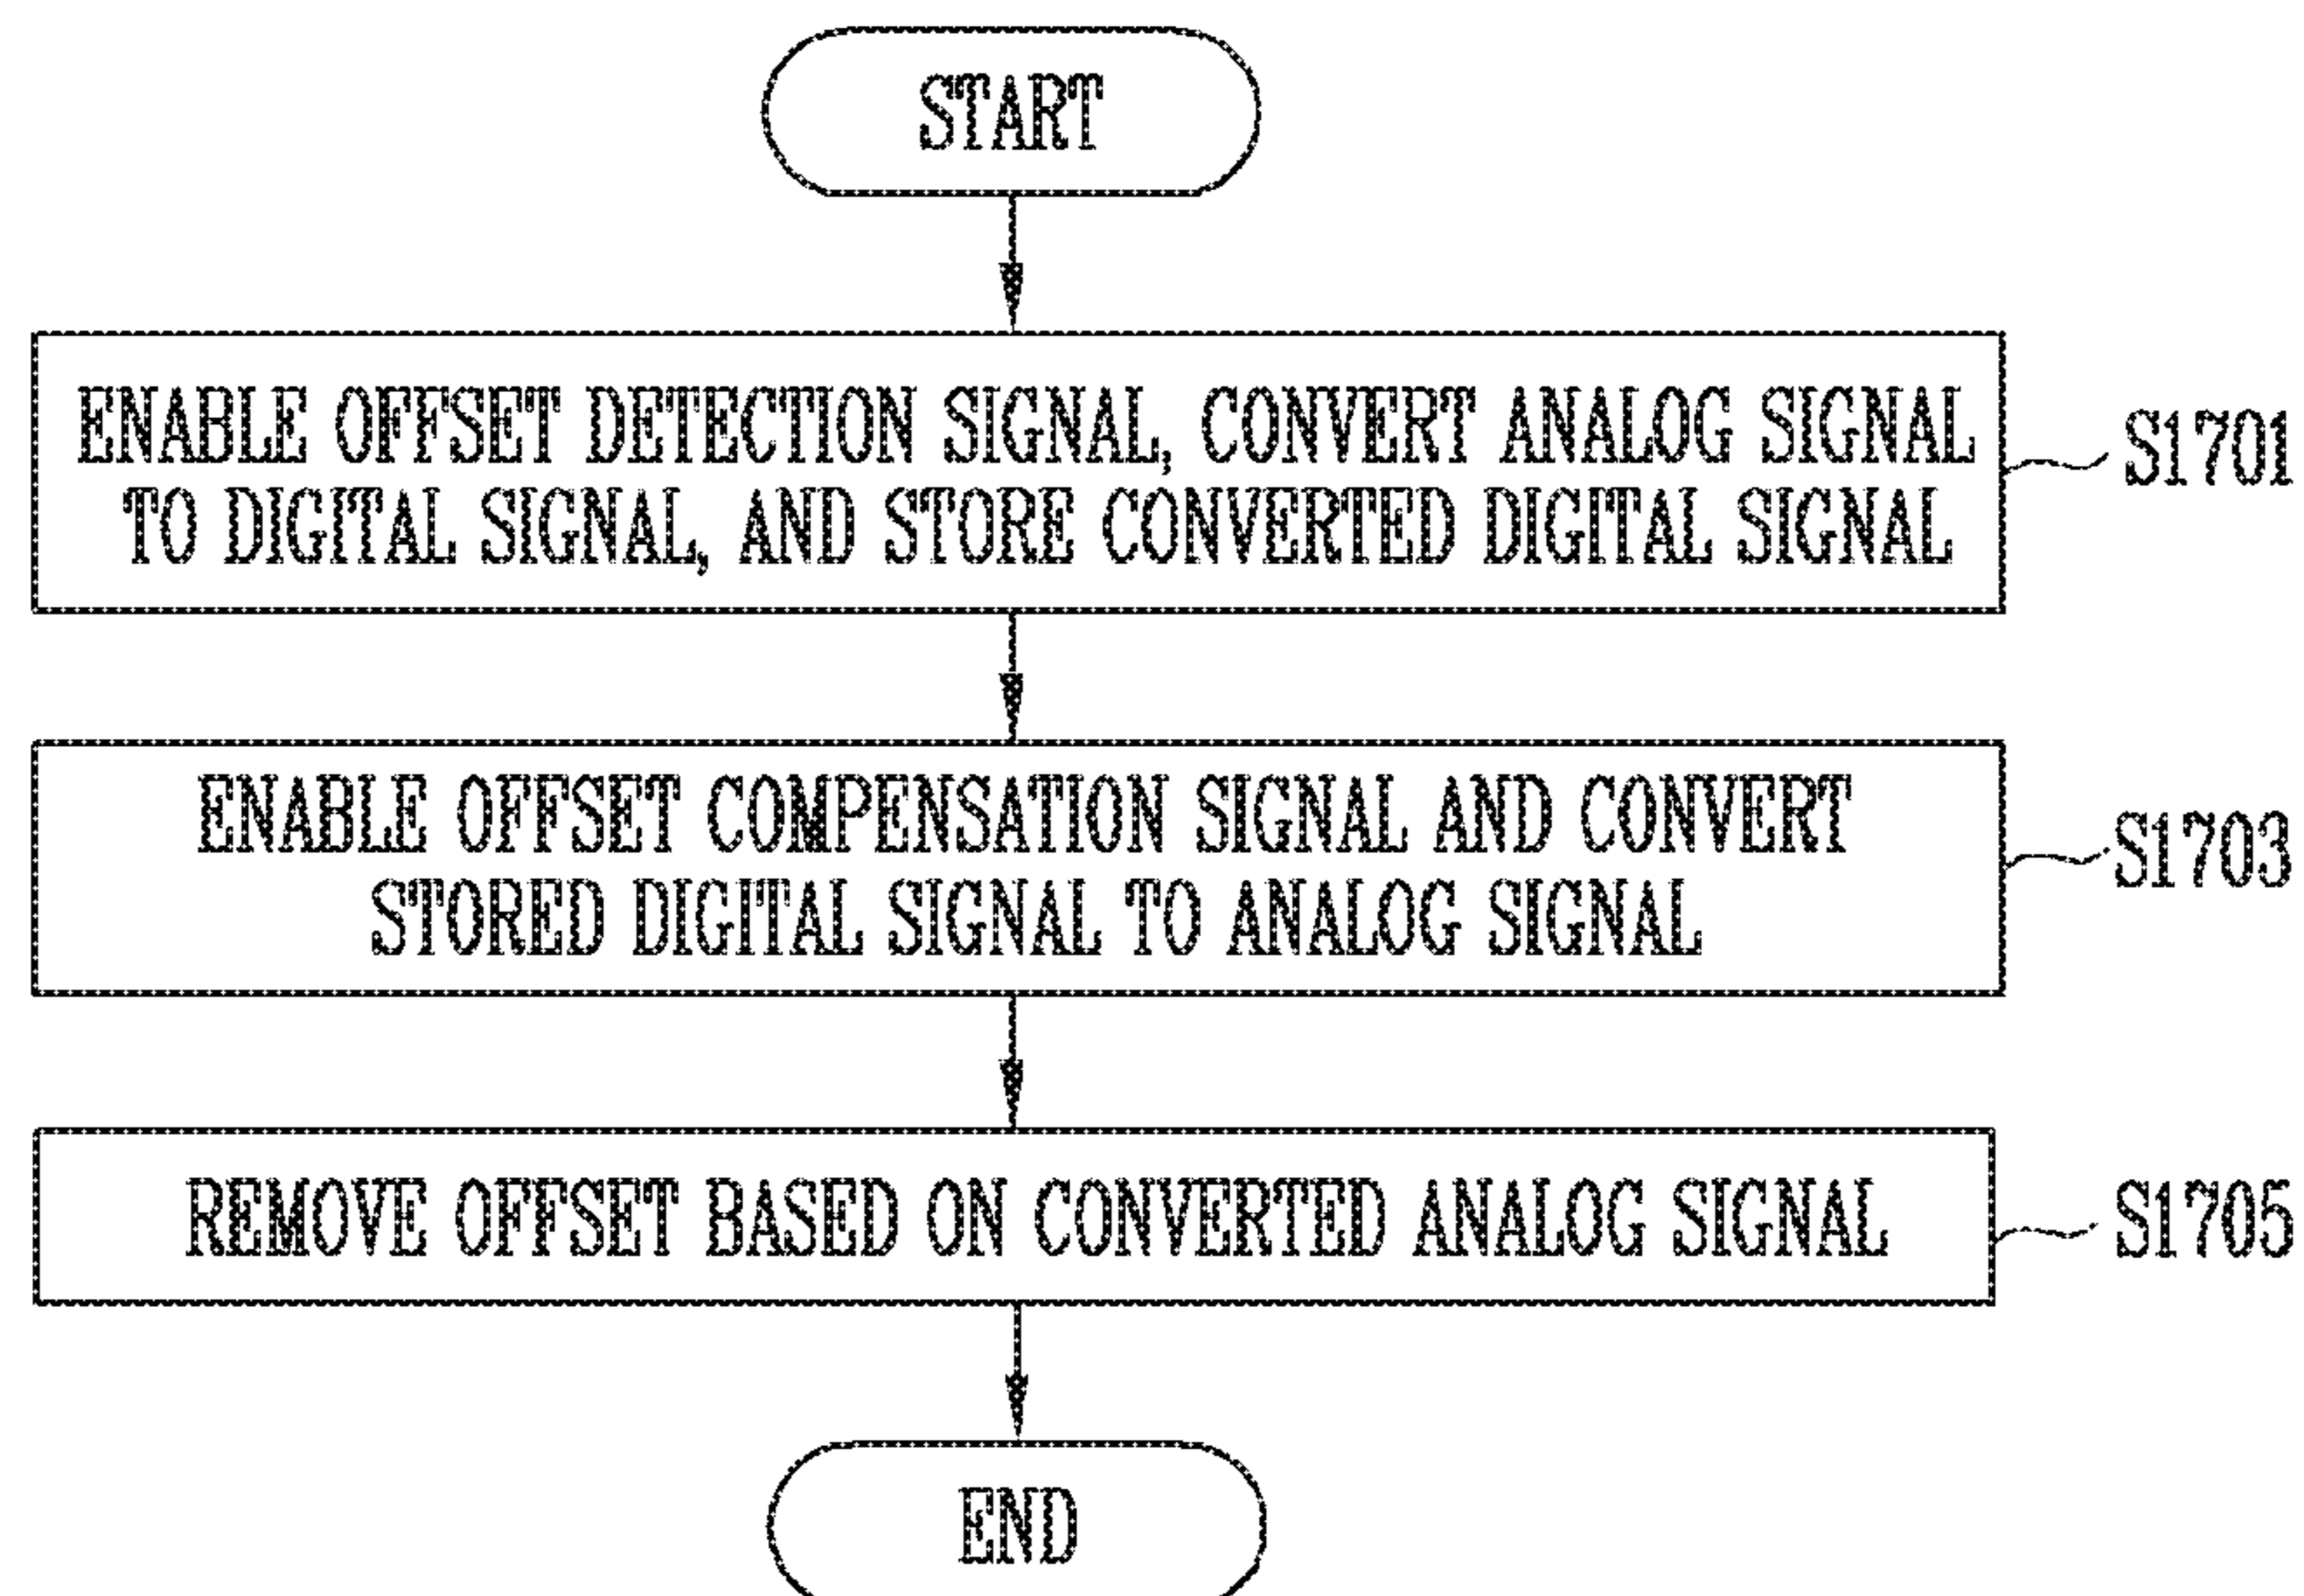 START
ENABLE OFFSET DETECTION SIGNAL, CONVERT ANALOG SIGNAL
TO DIGITAL SIGNAL, AND STORE CONVERTED DIGITAL SIGNAL
S1701
ENABLE OFFSET COMPENSATION SIGNAL AND CONVERT
STORED DIGITAL SIGNAL TO ANALOG SIGNAL
S1703
REMOVE OFFSET BASED ON CONVERTED ANALOG SIGNAL
S1705
END